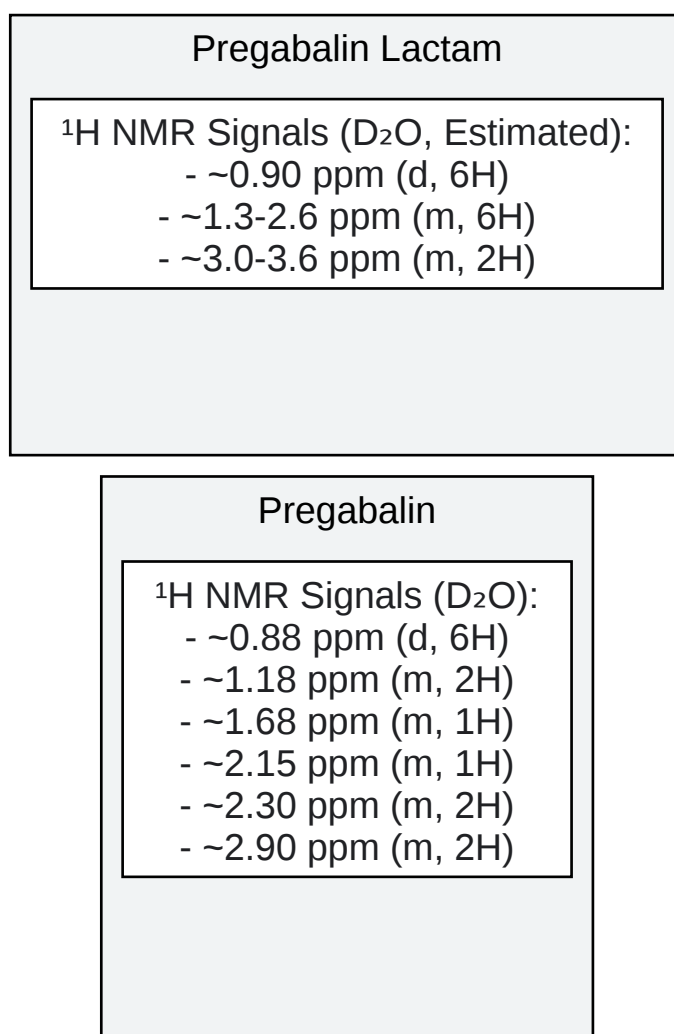 Pregabalin Lactam
¹H NMR Signals (D₂O, Estimated):
- ~0.90 ppm (d, 6H)
- ~1.3-2.6 ppm (m, 6H)
- ~3.0-3.6 ppm (m, 2H)
Pregabalin
¹H NMR Signals (D₂O):
- ~0.88 ppm (d, 6H)
- ~1.18 ppm (m, 2H)
- ~1.68 ppm (m, 1H)
- ~2.15 ppm (m, 1H)
- ~2.30 ppm (m, 2H)
- ~2.90 ppm (m, 2H)